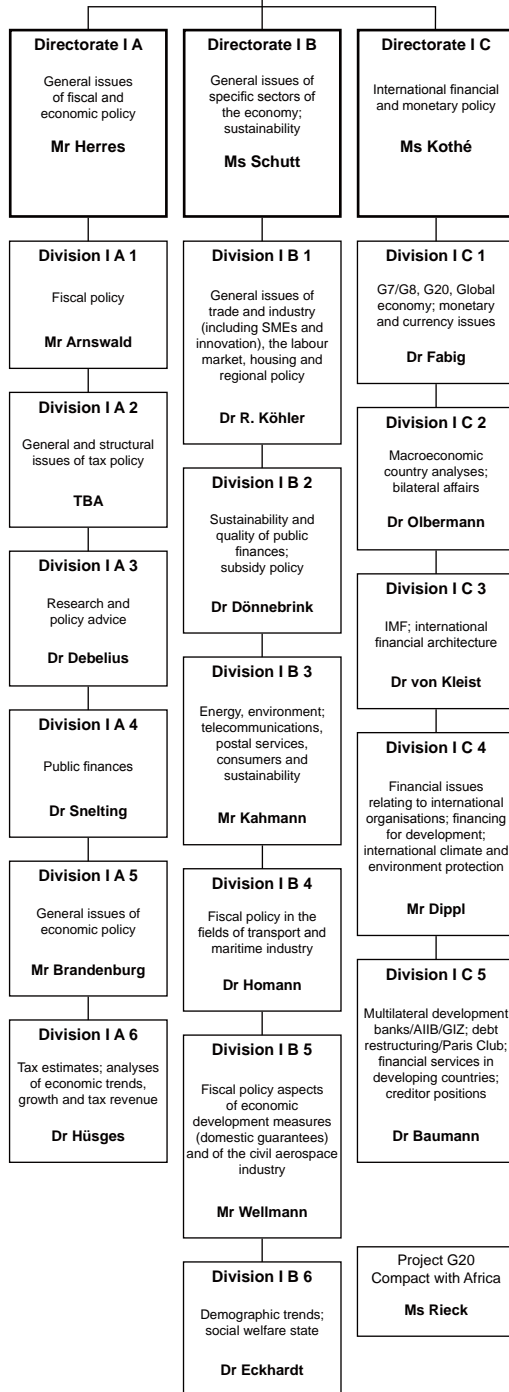 Directorate I A
General issues
of fiscal and
economic policy
Mr Herres
Division I A 1
Fiscal policy
Mr Arnswald
Division I A 2
General and structural
issues of tax policy
TBA
Division I A 3
Research and
policy advice
Dr Debelius
Division I A 4
Public finances
Dr Snelting
Division I A 5
General issues of
economic policy
Mr Brandenburg
Division I A 6
Tax estimates; analyses
of economic trends,
growth and tax revenue
Dr Hüsges
Directorate I B
General issues of
specific sectors of
the economy;
sustainability
Ms Schutt
Division I B 1
General issues of
trade and industry
(including SMEs and
innovation), the labour
market, housing and
regional policy
Dr R. Köhler
Division I B 2
Sustainability and
quality of public
finances;
subsidy policy
Dr Dönnebrink
Division I B 3
Energy, environment;
telecommunications,
postal services,
consumers and
sustainability
Mr Kahmann
Division I B 4
Fiscal policy in the
fields of transport and
maritime industry
Dr Homann
Division I B 5
Fiscal policy aspects
of economic
development measures
(domestic guarantees)
and of the civil aerospace
industry
Mr Wellmann
Division I B 6
Demographic trends;
social welfare state
Dr Eckhardt
Directorate I C
International financial
and monetary policy
Ms Kothé
Division I C 1
G7/G8, G20, Global
economy; monetary
and currency issues
Dr Fabig
Division I C 2
Macroeconomic
country analyses;
bilateral affairs
Dr Olbermann
Division I C 3
IMF; international
financial architecture
Dr von Kleist
Division I C 4
Financial issues
relating to international
organisations; financing
for development;
international climate and
environment protection
Mr Dippl
Division I C 5
Multilateral development
banks/AIIB/GIZ; debt
restructuring/Paris Club;
financial services in
developing countries;
creditor positions
Dr Baumann
Project G20
Compact with Africa
Ms Rieck